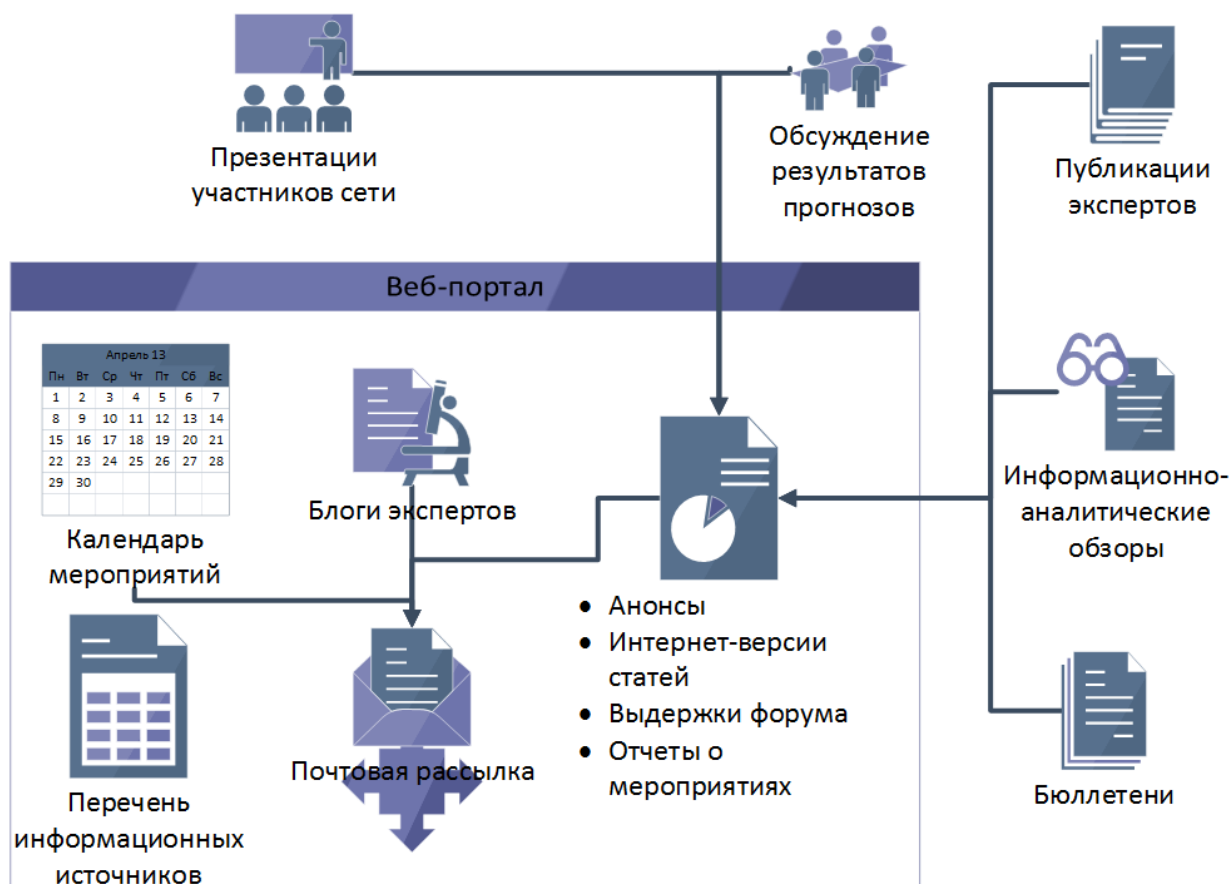 Презентации
участников сети
Обсуждение
результатов
прогнозов
Публикации
экспертов
Веб-портал
Апрель 13
Пн Вт Ср Чт Пт Сб Вс
1 2 3 4 5 6 7
8 9 10 11 12 13 14
15 16 17 18 19 20 21
22 23 24 25 26 27 28
29 30
Календарь
мероприятий
Блоги экспертов
Информационно-
аналитические
обзоры
• Анонсы
• Интернет-версии
статей
• Выдержки форума
• Отчеты о
мероприятиях
Почтовая рассылка
Перечень
информационных
источников
Бюллетени